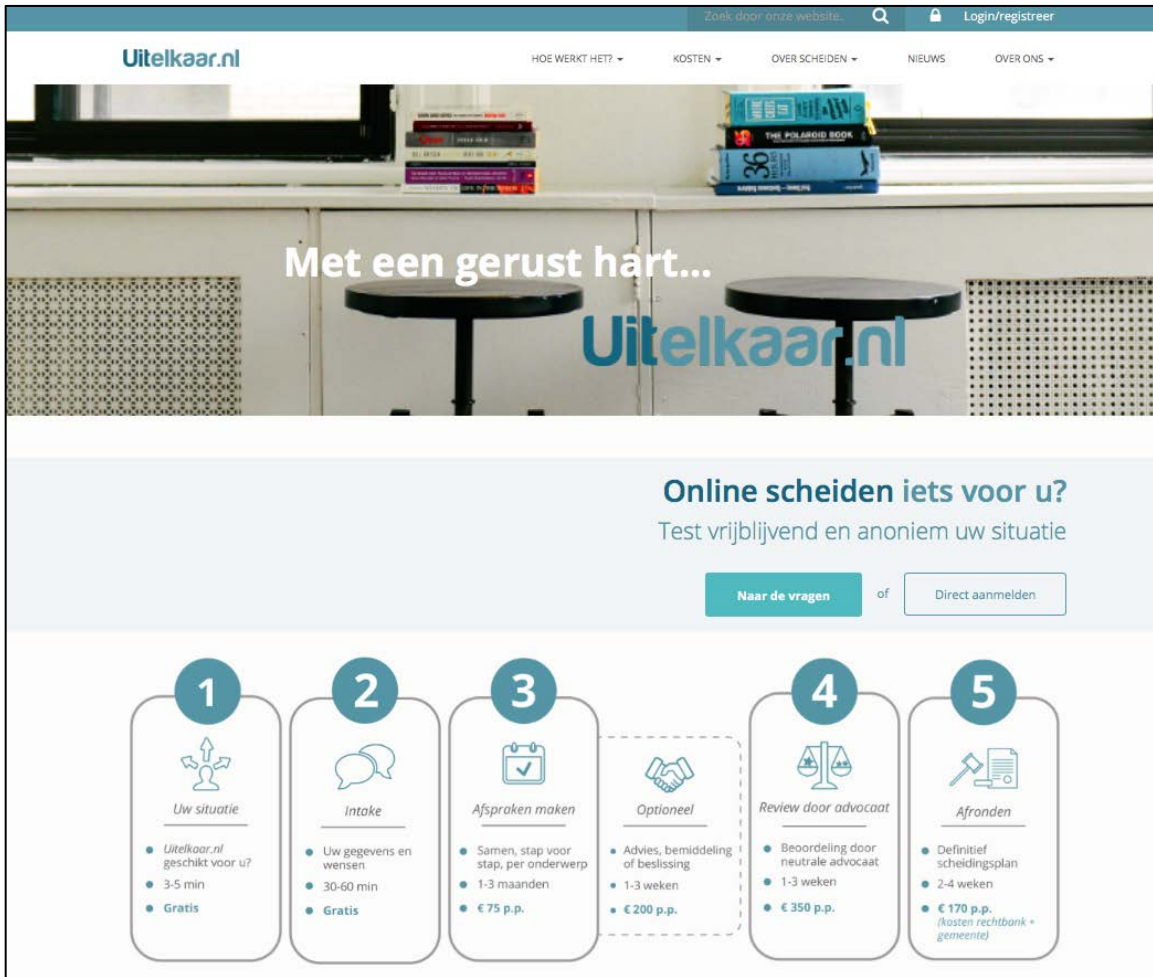 Zoek door onze website.
Login/registreer
Uitelkaar.nl
HOE WERKT HET?
KOSTEN
OVER SCHEIDEN
NIEUWS
OVER ONS
THE POLAROID BOOK
36
Met een gerust hart...
Uitelkaar.nl
Online scheiden iets voor u?
Test vrijblijvend en anoniem uw situatie
Naar de vragen
of
Direct aanmelden
1
Uw situatie
Uitelkaar.nl
geschikt voor u?
3-5 min
Gratis
2
Intake
Uw gegevens en
wensen
30-60 min
Gratis
3
Afspraken maken
Samen, stap voor
stap, per onderwerp
1-3 maanden
€ 75 p.p.
Optioneel
Advies, bemiddeling
of beslissing
1-3 weken
€ 200 p.p.
4
Review door advocaat
Beoordeling door
neutrale advocaat
1-3 weken
€ 350 p.p.
5
Afronden
Definitief
scheidingsplan
2-4 weken
€ 170 p.p.
(kosten rechtbank +
gemeente)